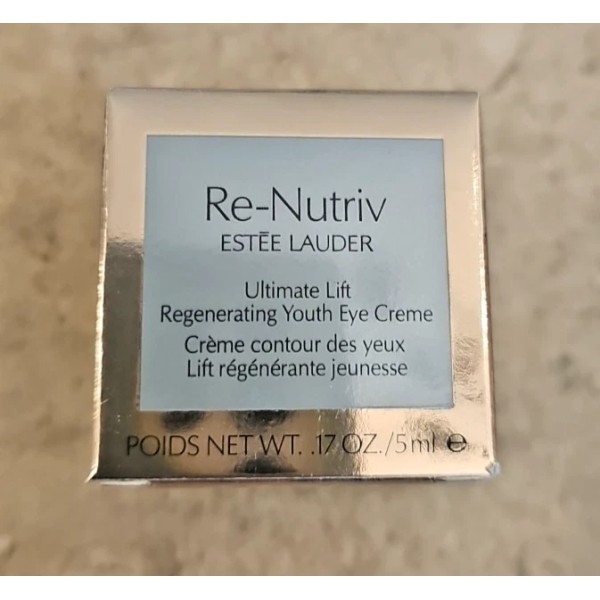 Re-Nutriv
ESTĒE LAUDER
Ultimate Lift
Regenerating Youth Eye Creme
Crème contour des yeux
Lift régénérante jeunesse
POIDS NET WT. .17 OZ./5ml ℮